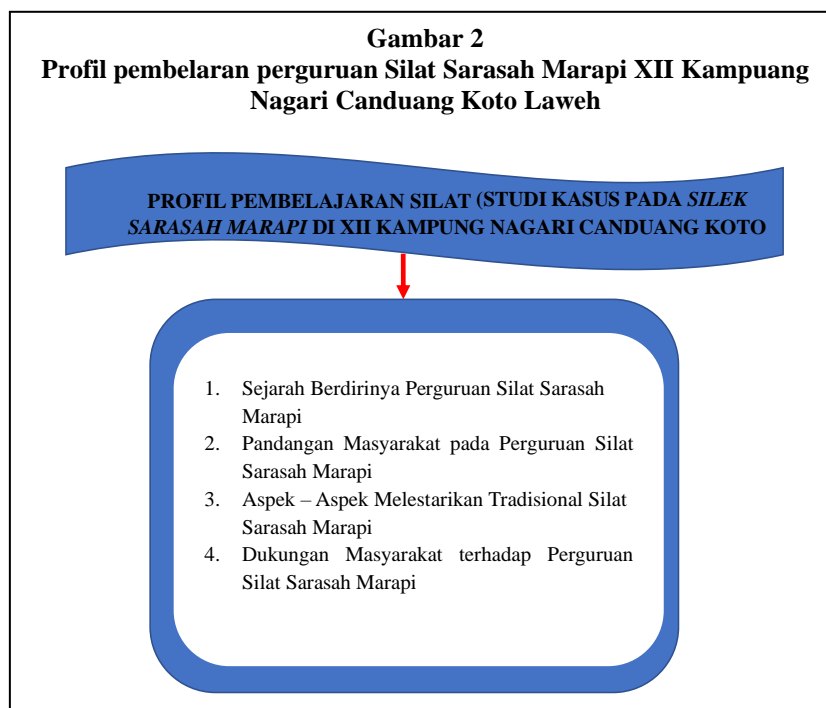 Gambar 2
Profil pembelaran perguruan Silat Sarasah Marapi XII Kampuang
Nagari Canduang Koto Laweh
PROFIL PEMBELAJARAN SILAT (STUDI KASUS PADA SILEK
SARASAH MARAPI DI XII KAMPUNG NAGARI CANDUANG KOTO
1. Sejarah Berdirinya Perguruan Silat Sarasah
Marapi
2. Pandangan Masyarakat pada Perguruan Silat
Sarasah Marapi
3. Aspek – Aspek Melestarikan Tradisional Silat
Sarasah Marapi
4. Dukungan Masyarakat terhadap Perguruan
Silat Sarasah Marapi